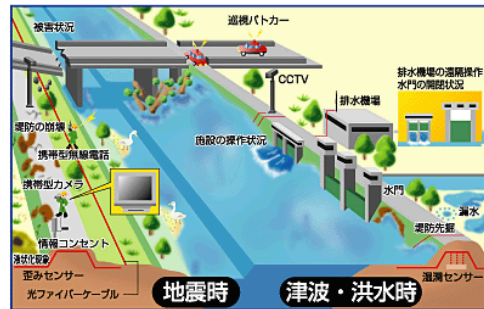 被害状況
巡視パトカー
CCTV
排水機場の遠隔操作
水門の開閉状況
排水機場
堤防の崩壊
施設の操作状況
携帯型無線電話
携帯型カメラ
水門
漏水
堤防先掘
情報コンセント
液状化現象
歪みセンサー
光ファイバーケーブル
地震時
津波・洪水時
湿潤センサー